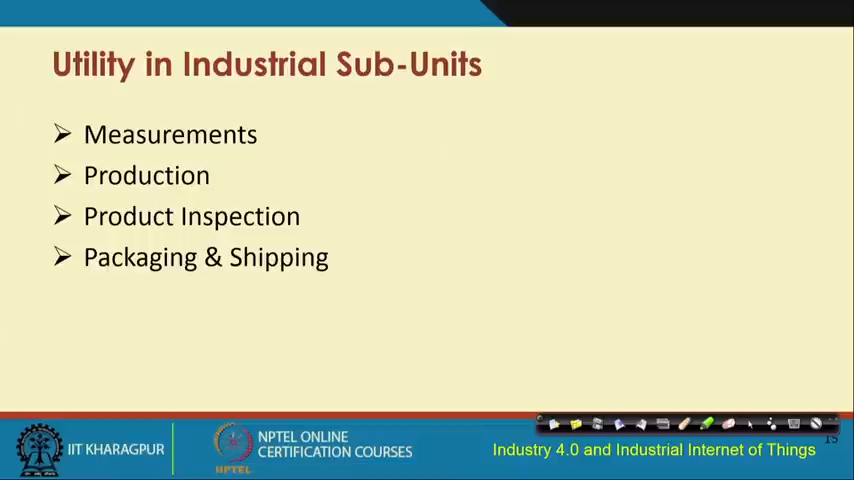 Utility in Industrial Sub-Units
Measurements
Production
Product Inspection
Packaging & Shipping
15
IIT KHARAGPUR
NPTEL
NPTEL ONLINE
CERTIFICATION COURSES
Industry 4.0 and Industrial Internet of Things